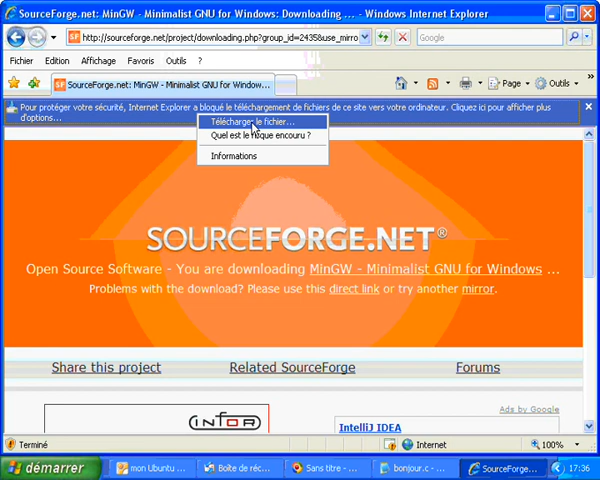 SourceForge.net: MinGW - Minimalist GNU for Windows: Downloading ... - Windows Internet Explorer
http://sourceforge.net/project/downloading.php?group_id=2435&use_mirro
Google
Fichier Edition Affichage Favoris Outils ?
SourceForge.net: MinGW - Minimalist GNU for Window...
Page Outils
Pour protéger votre sécurité, Internet Explorer a bloqué le téléchargement de fichiers de ce site vers votre ordinateur. Cliquez ici pour afficher plus
d'options...
Télécharger le fichier...
Quel est le risque encouru ?
Informations
SOURCEFORGE.NET®
Open Source Software - You are downloading MinGW - Minimalist GNU for Windows ...
Problems with the download? Please use this direct link or try another mirror.
Share this project Related SourceForge Forums
Ads by Google
infor
IntelliJ IDEA
Terminé Internet 100%
démarrer mon Ubuntu ... Boîte de réc... Sans titre - ... bonjour.c - ... SourceForge... 17:36